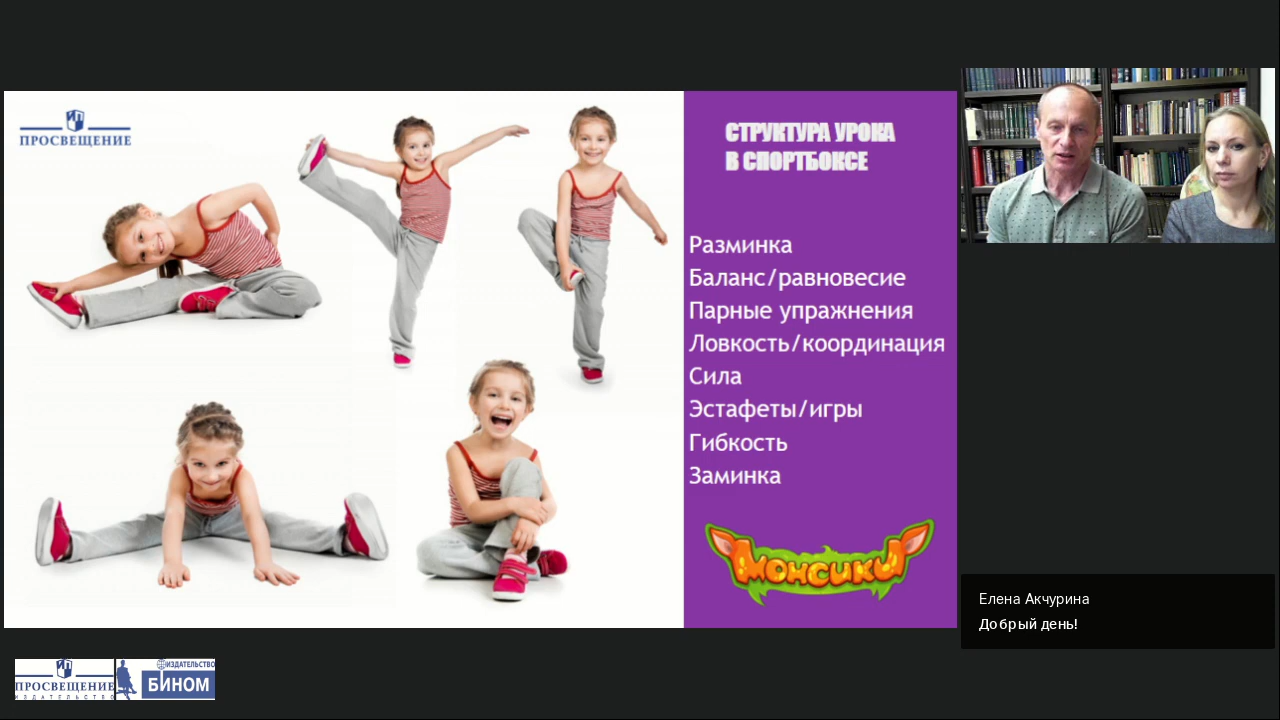 ПРОСВЕЩЕНИЕ
СТРУКТУРА УРОКА
В СПОРТБОКСЕ
Разминка
Баланс/равновесие
Парные упражнения
Ловкость/координация
Сила
Эстафеты/игры
Гибкость
Заминка
МОНСИКИ
Елена Акчурина
Добрый день!
ПРОСВЕЩЕНИЕ
ИЗДАТЕЛЬСТВО
ИЗДАТЕЛЬСТВО
БИНОМ